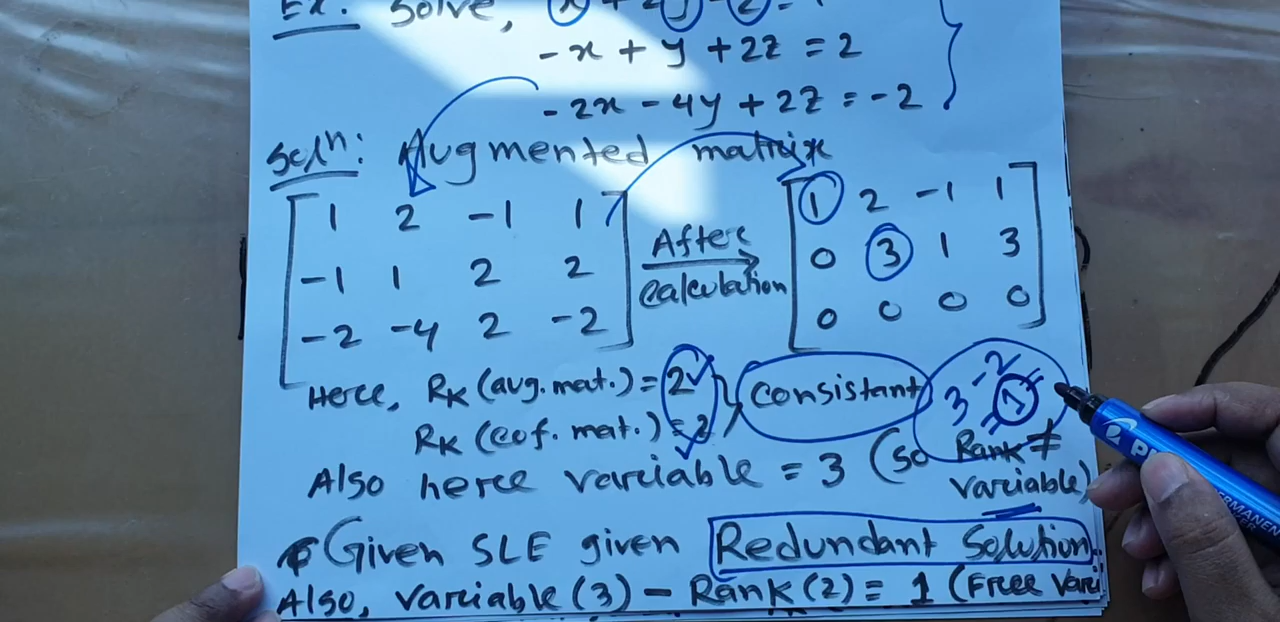 Ex: Solve,
-x + y + 2z = 2
-2x - 4y + 2z = -2
Soln: Augmented matrix
1 2 -1 1
-1 1 2 2
-2 -4 2 -2
After calculation
1 2 -1 1
0 3 1 3
0 0 0 0
Here, RK (aug. mat.) = 2
RK (cof. mat.) = 2
Consistant
3 - 2 = 1
Also here variable = 3 (so Rank ≠
variable)
Given SLE given Redundant Solution.
Also, variable (3) - Rank (2) = 1 (Free Vari